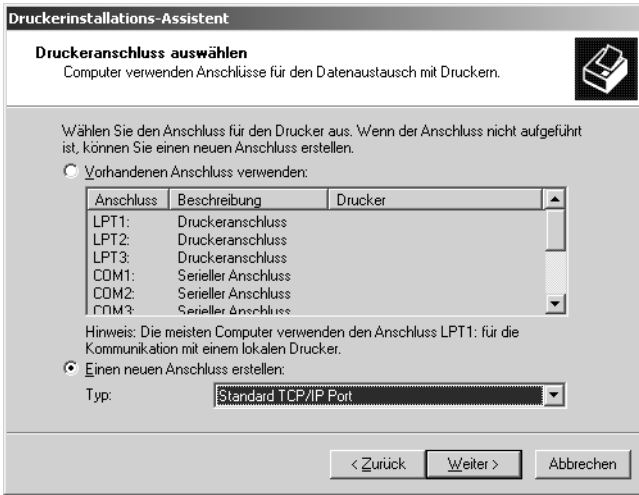 Druckerinstallations-Assistent
Druckeranschluss auswählen
Computer verwenden Anschlüsse für den Datenaustausch mit Druckern.
Wählen Sie den Anschluss für den Drucker aus. Wenn der Anschluss nicht aufgeführt
ist, können Sie einen neuen Anschluss erstellen.
Vorhandenen Anschluss verwenden:
Anschluss Beschreibung Drucker
LPT1: Druckeranschluss
LPT2: Druckeranschluss
LPT3: Druckeranschluss
COM1: Serieller Anschluss
COM2: Serieller Anschluss
COM3: Serieller Anschluss
Hinweis: Die meisten Computer verwenden den Anschluss LPT1: für die
Kommunikation mit einem lokalen Drucker.
Einen neuen Anschluss erstellen:
Typ: Standard TCP/IP Port
< Zurück Weiter > Abbrechen